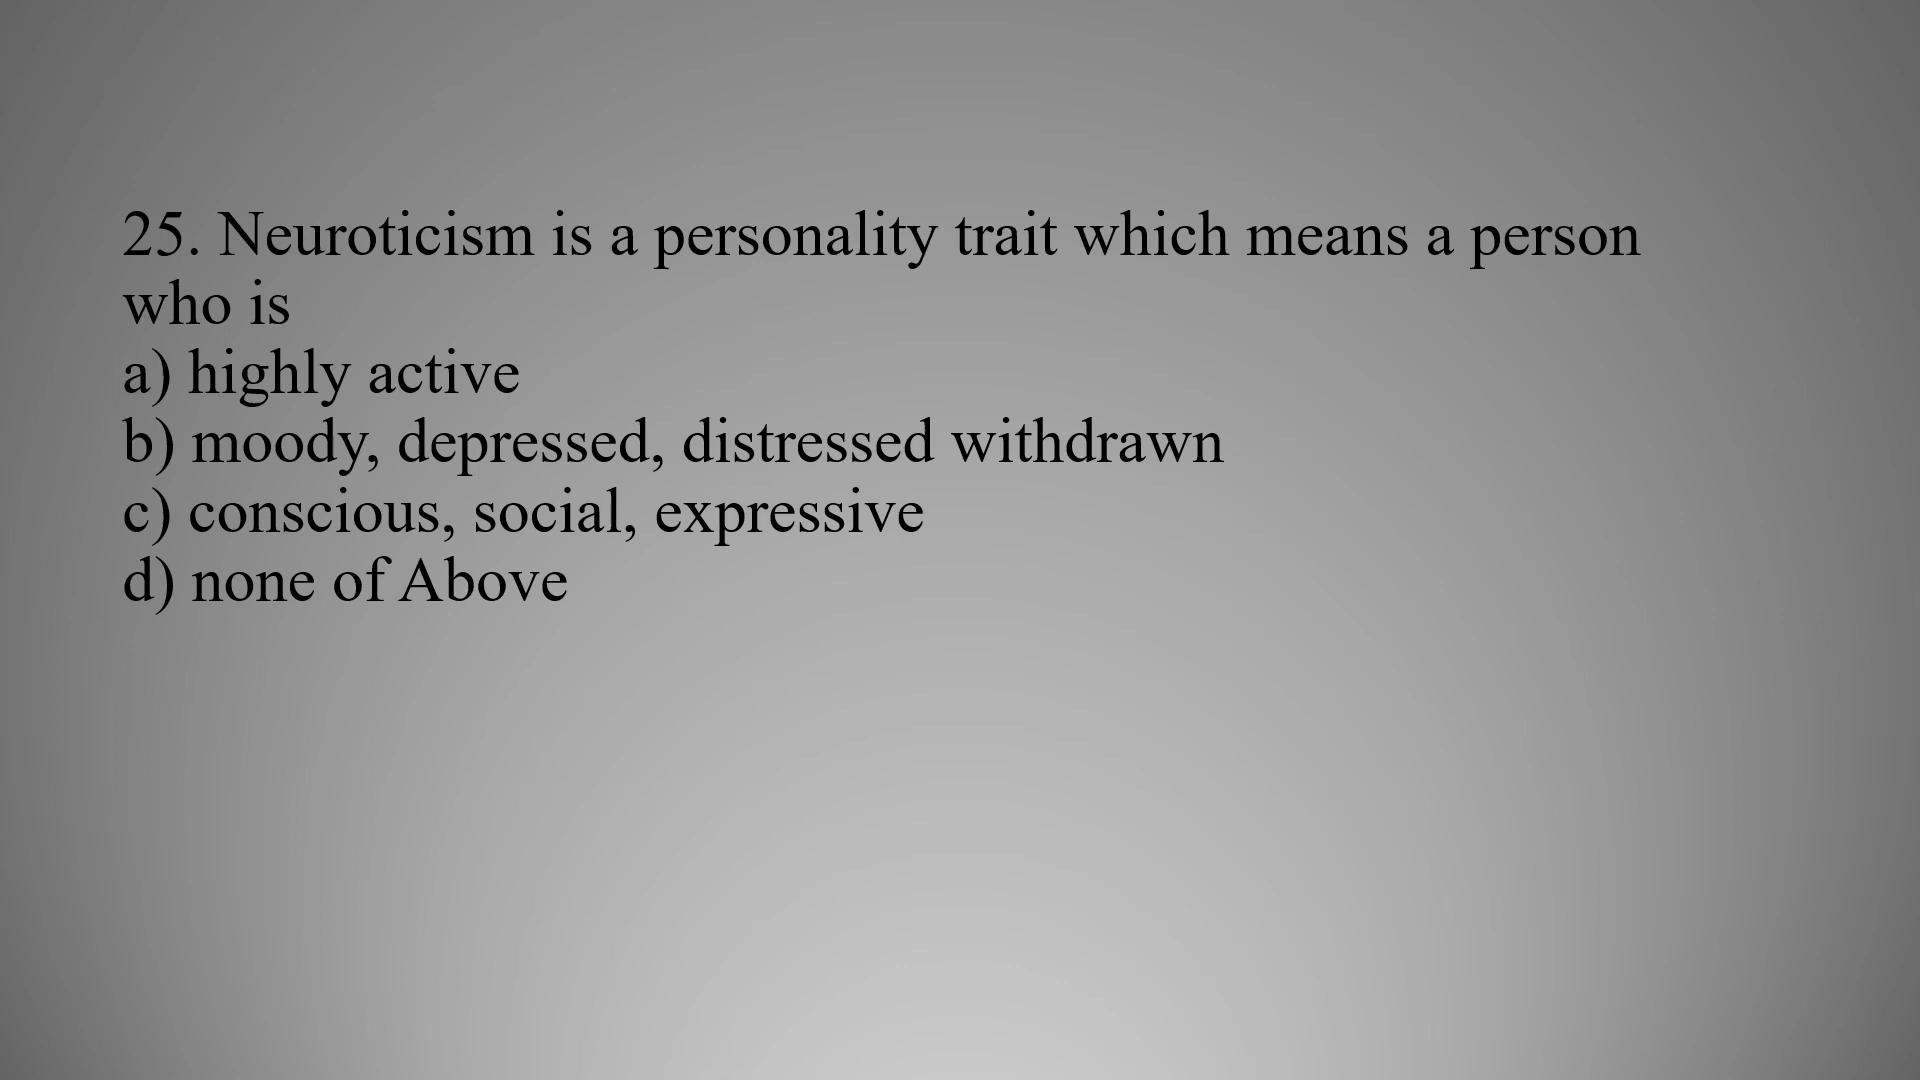 25. Neuroticism is a personality trait which means a person
who is
a) highly active
b) moody, depressed, distressed withdrawn
c) conscious, social, expressive
d) none of Above